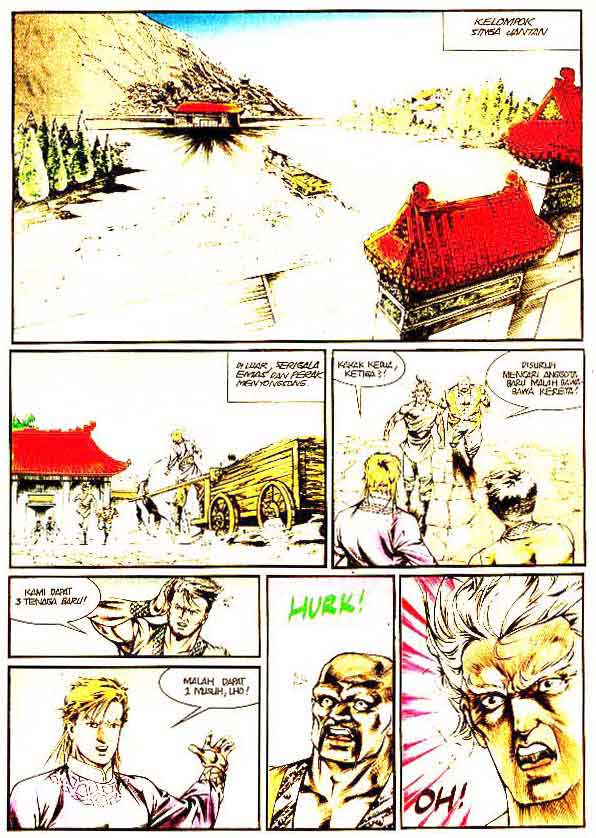 KELOMPOK
SINGA JANTAN
DI LUAR, SERIGALA
EMAS DAN PERAK
MENYONGSONG.
KAKAK KEDUA,
KETIGA?!
DISURUH
MENCARI ANGGOTA
BARU MALAH BAWA-
BAWA KERETA!
KAMI DAPAT
3 TENAGA BARU!
MALAH DAPAT
1 MUSUH, LHO!
HURK!
OH!